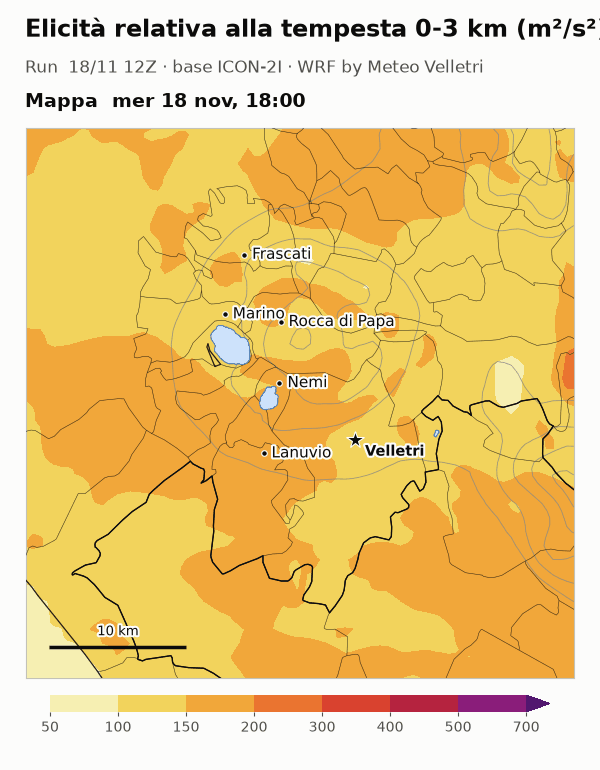 Elicità relativa alla tempesta 0-3 km (m²/s²)
Run  18/11 12Z · base ICON-2I · WRF by Meteo Velletri
Mappa  mer 18 nov, 18:00
Frascati
Marino
Rocca di Papa
Nemi
Velletri
Lanuvio
10 km
50 100 150 200 300 400 500 700